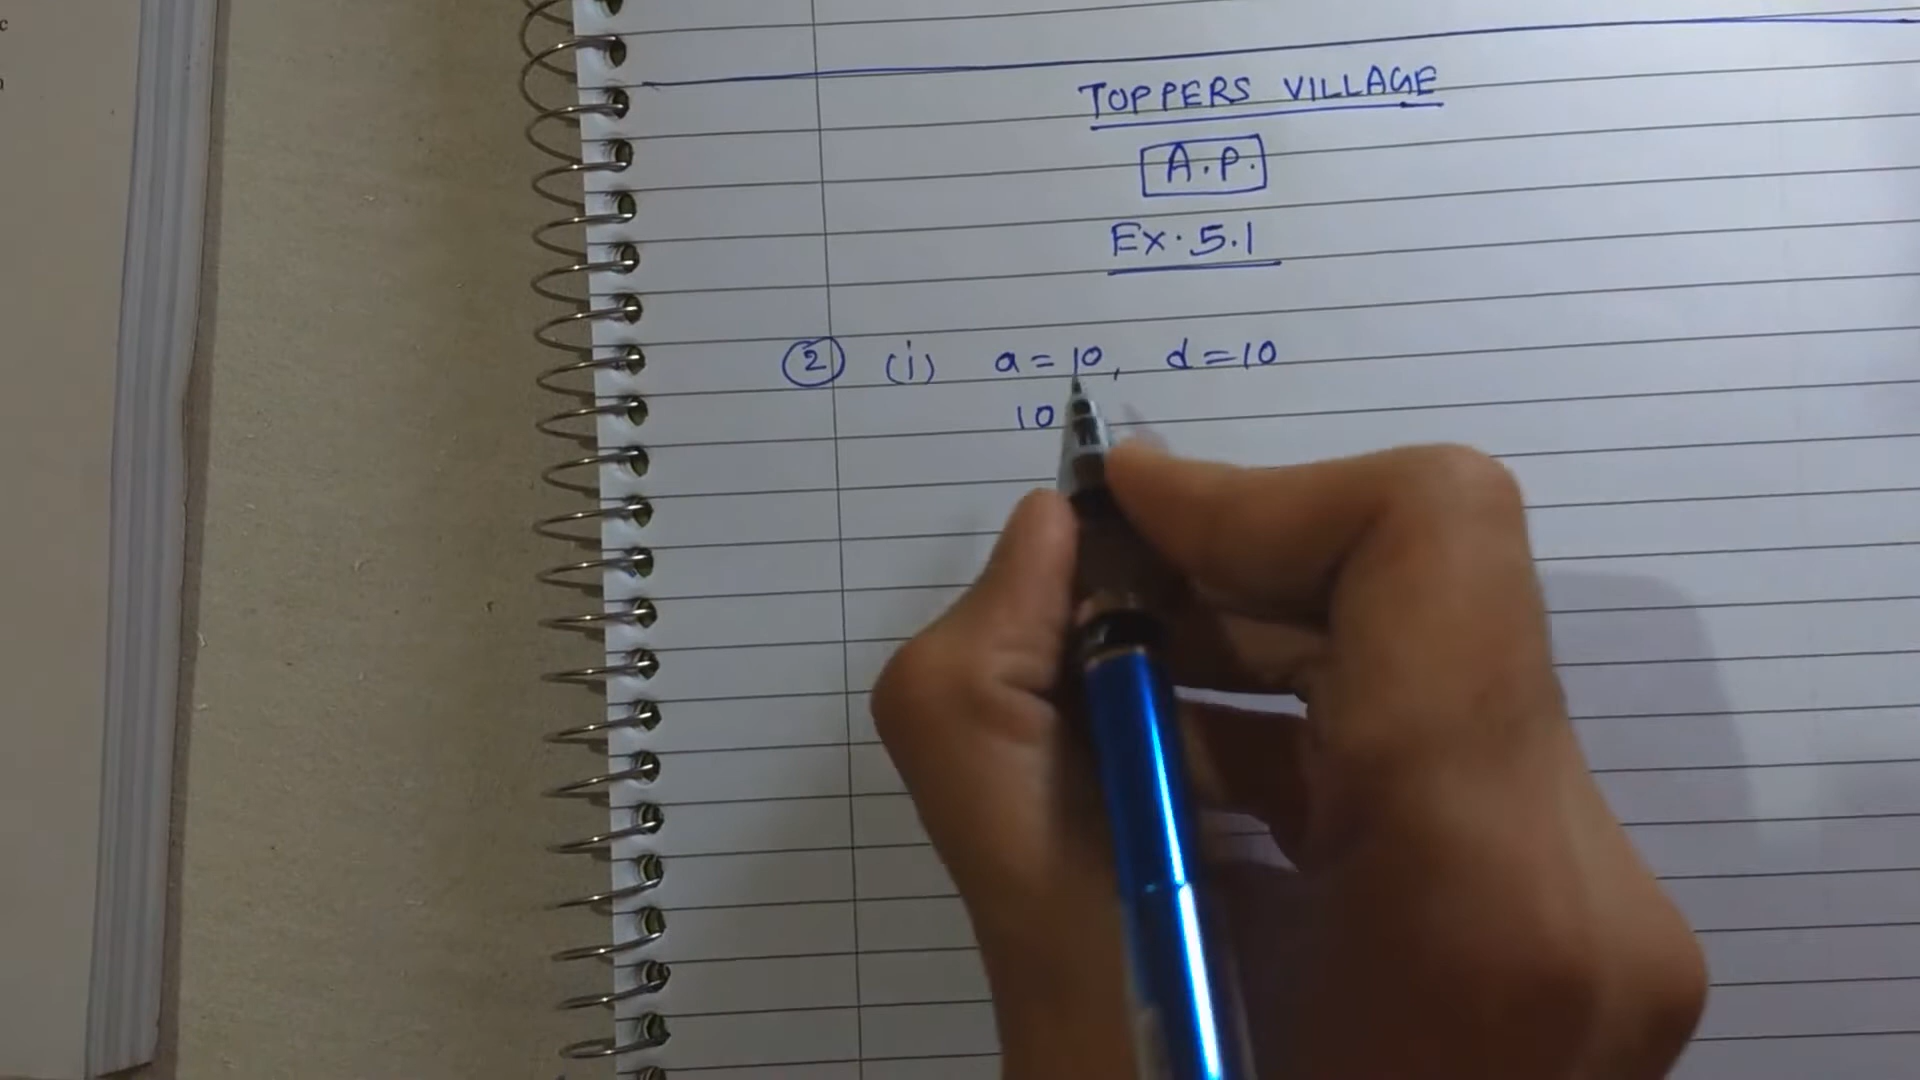 TOPPERS VILLAGE
A.P.
Ex. 5.1
2 (i) a = 10, d = 10
10